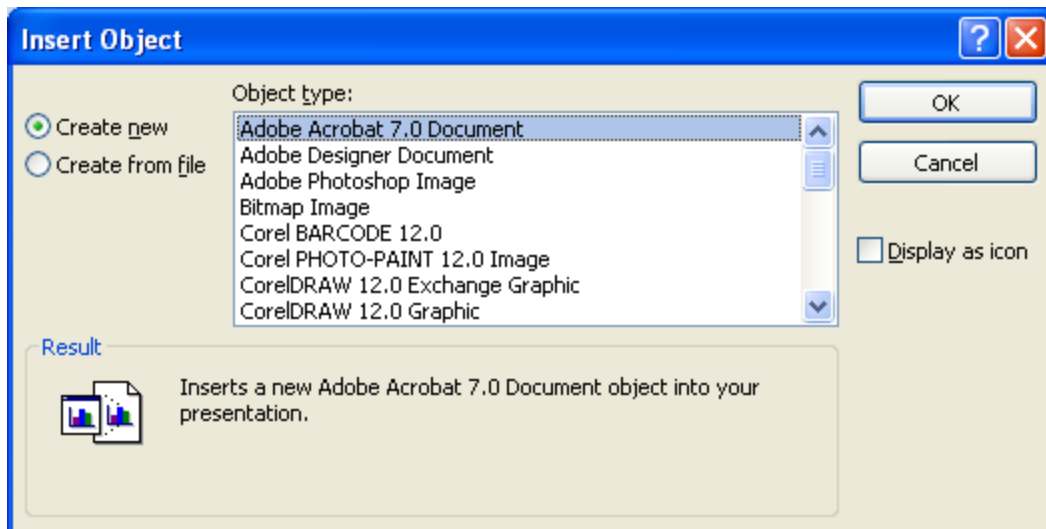 Insert Object
Object type:
Create new
Create from file
Adobe Acrobat 7.0 Document
Adobe Designer Document
Adobe Photoshop Image
Bitmap Image
Corel BARCODE 12.0
Corel PHOTO-PAINT 12.0 Image
CorelDRAW 12.0 Exchange Graphic
CorelDRAW 12.0 Graphic
OK
Cancel
Display as icon
Result
Inserts a new Adobe Acrobat 7.0 Document object into your
presentation.